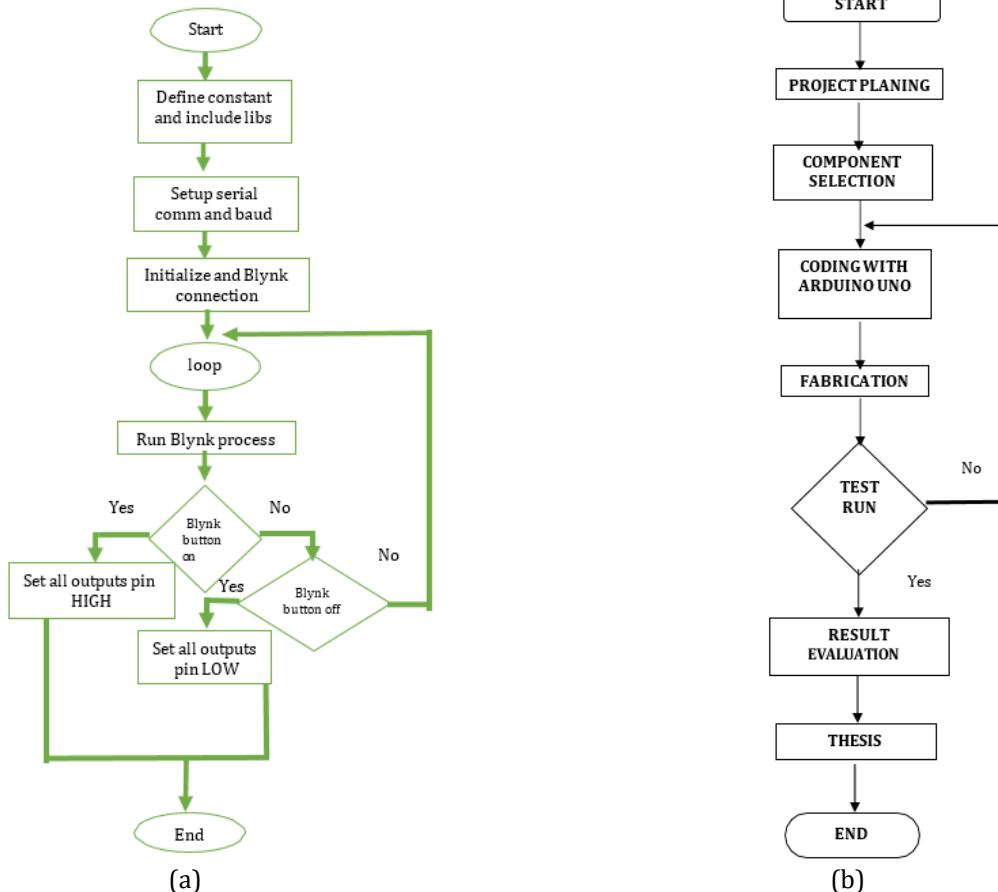 Start
Define constant
and include libs
Setup serial
comm and baud
Initialize and Blynk
connection
loop
Run Blynk process
Yes
Blynk
button
on
No
Set all outputs pin
HIGH
Yes
Blynk
button off
No
Set all outputs
pin LOW
End
(a)
START
PROJECT PLANING
COMPONENT
SELECTION
CODING WITH
ARDUINO UNO
FABRICATION
TEST
RUN
No
Yes
RESULT
EVALUATION
THESIS
END
(b)